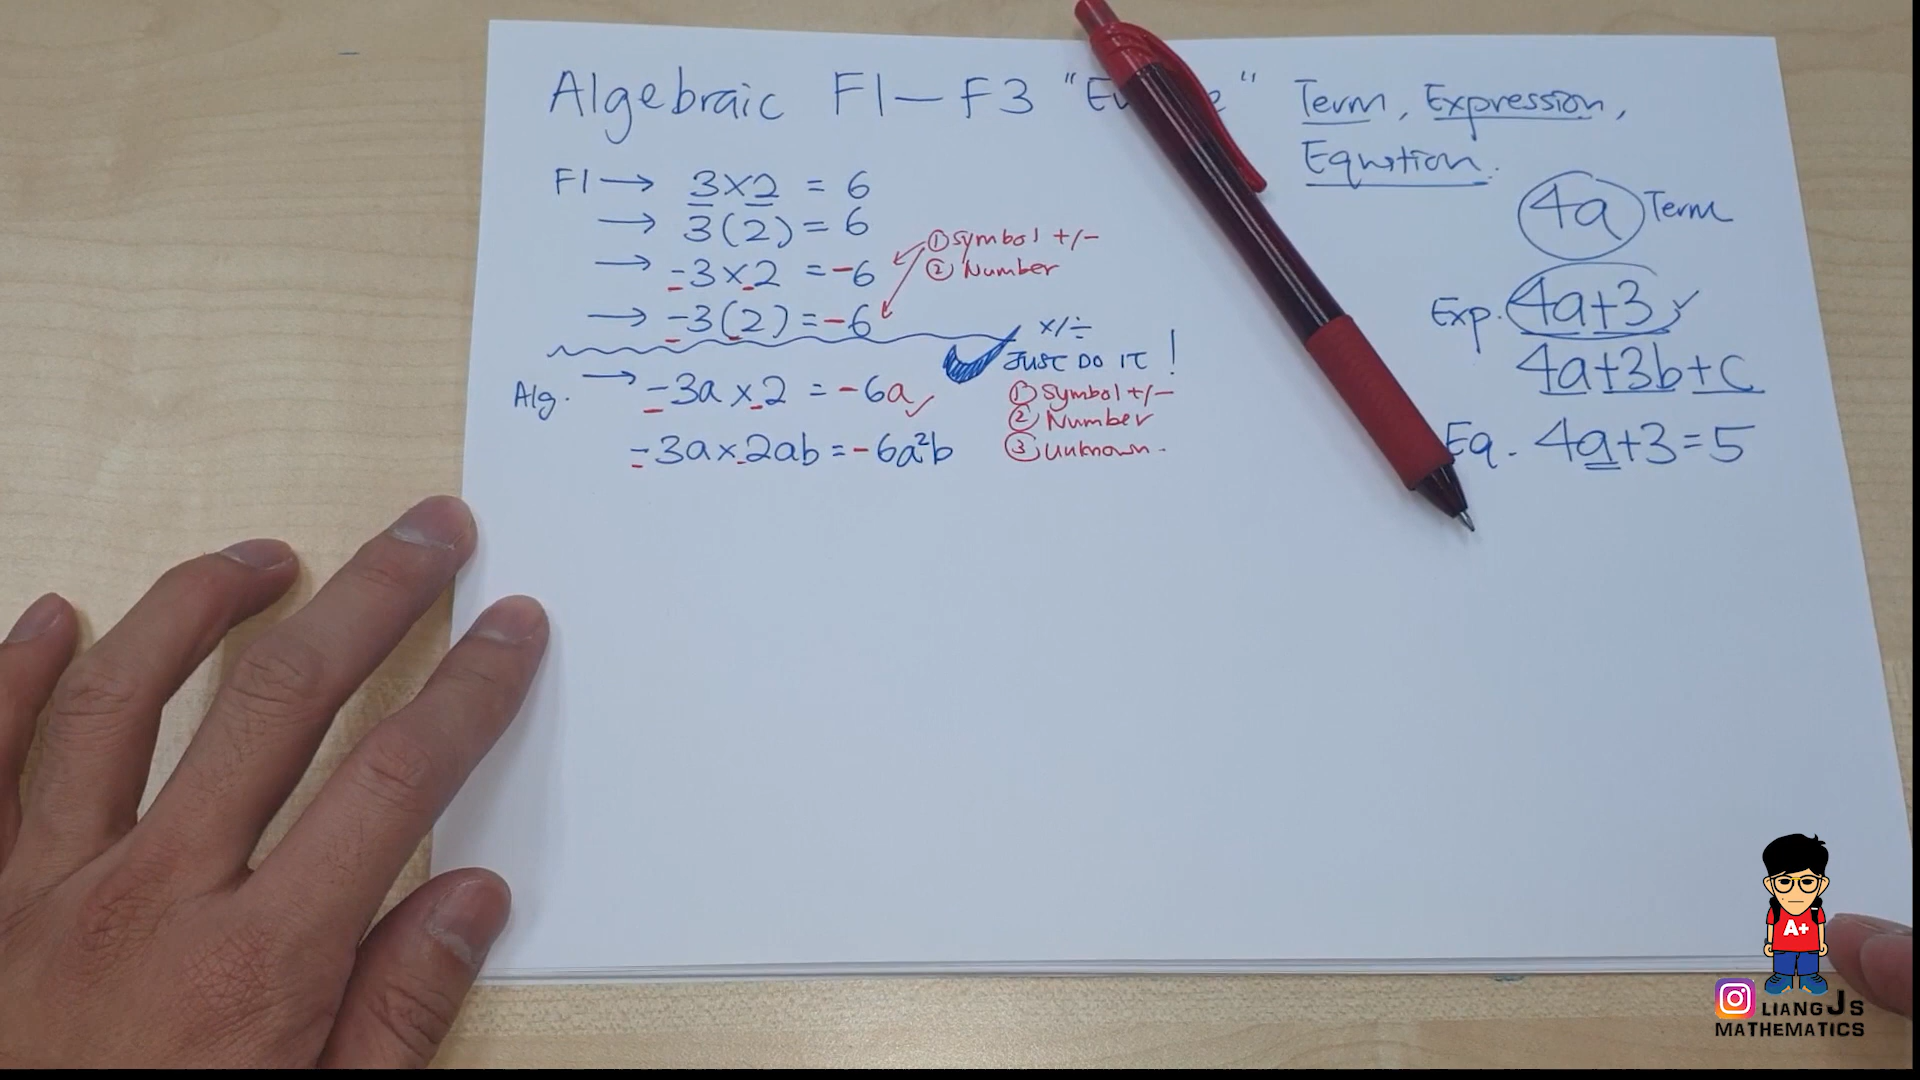 Algebraic F1 — F3 " " Term, Expression,
Equation.
F1 → 3 × 2 = 6
→ 3(2) = 6
→ -3 × 2 = -6
→ -3(2) = -6
① Symbol +/-
② Number
×/÷
JUST DO IT !
① Symbol +/-
② Number
③ unknown.
Alg. → -3a × 2 = -6a ✓
-3a × 2ab = -6a²b
4a Term
Exp. 4a+3 ✓
4a+3b+c
Eq. 4a+3=5
A+
LIANGJS
MATHEMATICS